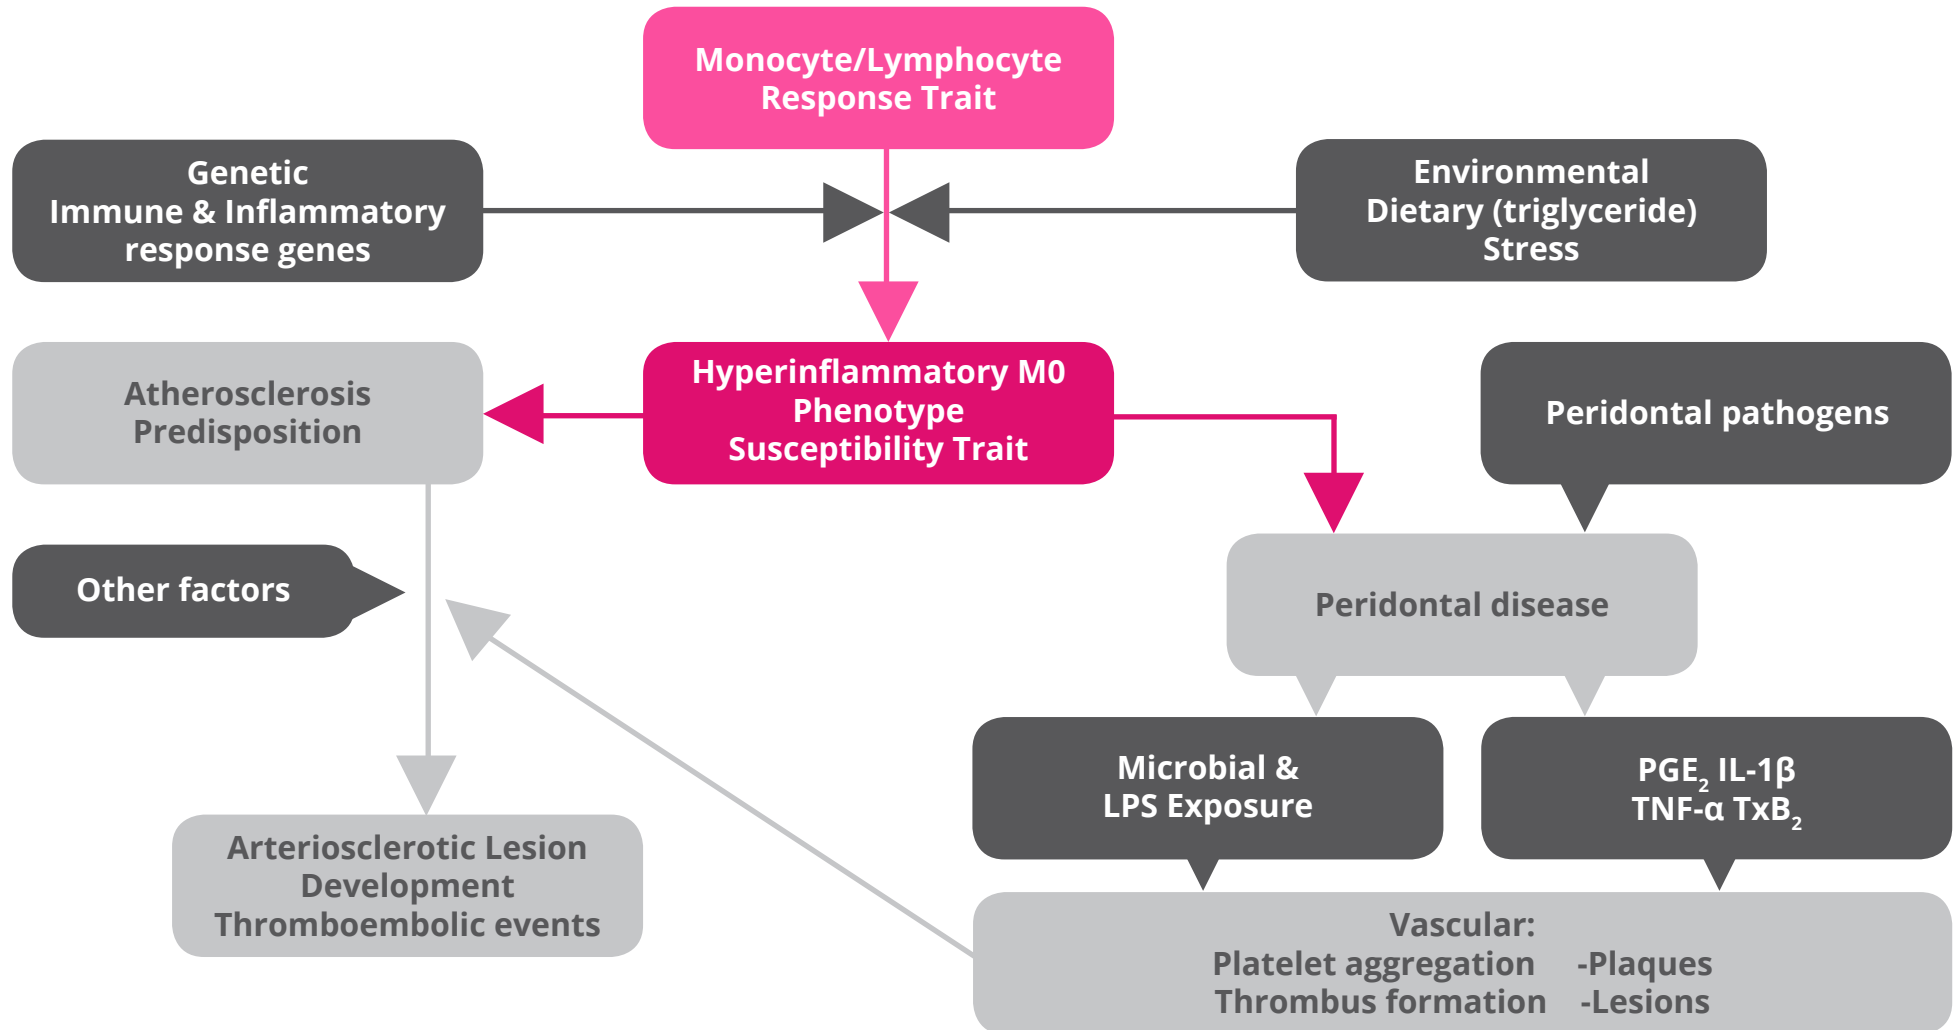 Monocyte/Lymphocyte
Response Trait
Genetic
Immune & Inflammatory
response genes
Environmental
Dietary (triglyceride)
Stress
Atherosclerosis
Predisposition
Hyperinflammatory M0
Phenotype
Susceptibility Trait
Peridontal pathogens
Other factors
Peridontal disease
Microbial &
LPS Exposure
PGE₂ IL-1β
TNF-α TxB₂
Arteriosclerotic Lesion
Development
Thromboembolic events
Vascular:
Platelet aggregation -Plaques
Thrombus formation -Lesions